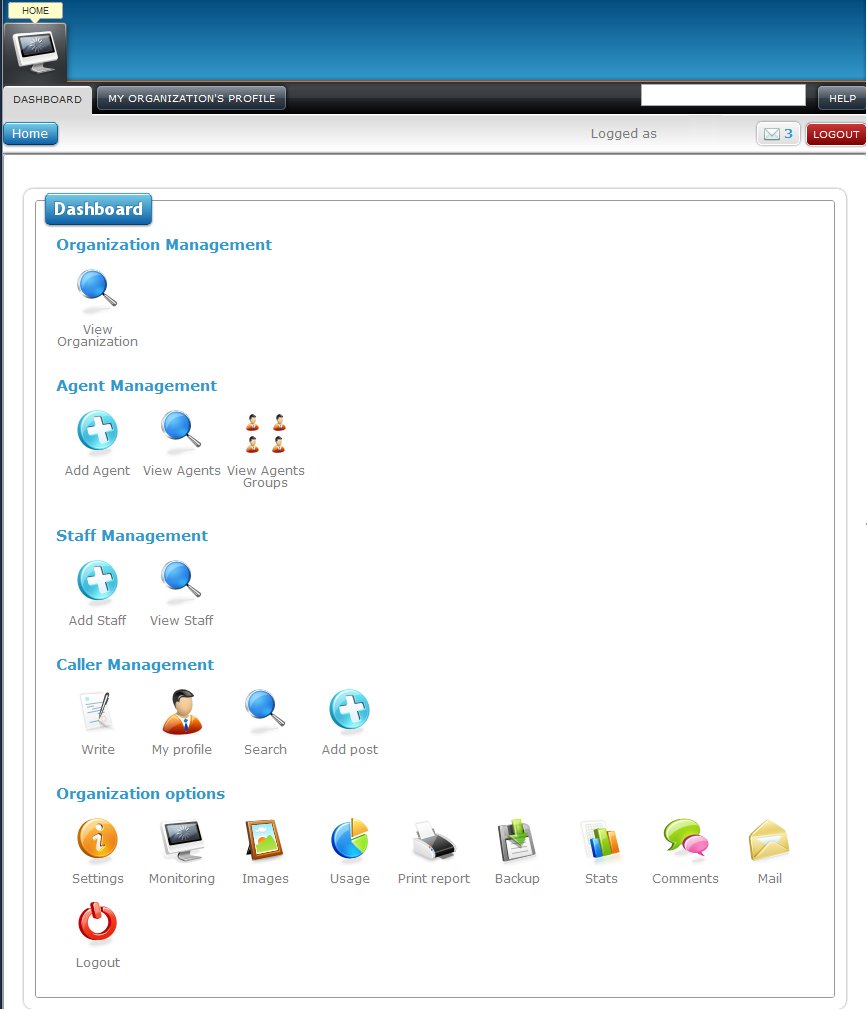 HOME
DASHBOARD
MY ORGANIZATION'S PROFILE
HELP
Home
Logged as
3
LOGOUT
Dashboard
Organization Management
View
Organization
Agent Management
Add Agent
View Agents
View Agents
Groups
Staff Management
Add Staff
View Staff
Caller Management
Write
My profile
Search
Add post
Organization options
Settings
Monitoring
Images
Usage
Print report
Backup
Stats
Comments
Mail
Logout